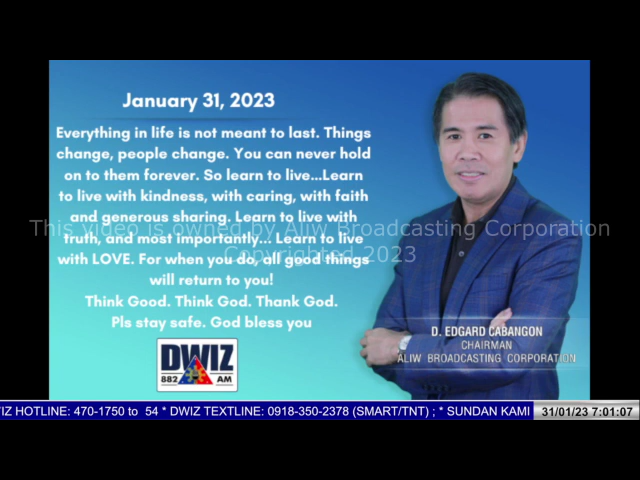 January 31, 2023
Everything in life is not meant to last. Things
change, people change. You can never hold
on to them forever. So learn to live...Learn
to live with kindness, with caring, with faith
and generous sharing. Learn to live with
This video is owned by Aliw Broadcasting Corporation
truth, and most importantly... Learn to live
Copyrighted 2023
with LOVE. For when you do, all good things
will return to you!
Think Good. Think God. Thank God.
Pls stay safe. God bless you
D. EDGARD CABANGON
CHAIRMAN
ALIW BROADCASTING CORPORATION
DWIZ
882 AM
IZ HOTLINE: 470-1750 to 54 * DWIZ TEXTLINE: 0918-350-2378 (SMART/TNT) ; * SUNDAN KAMI
31/01/23 7:01:07